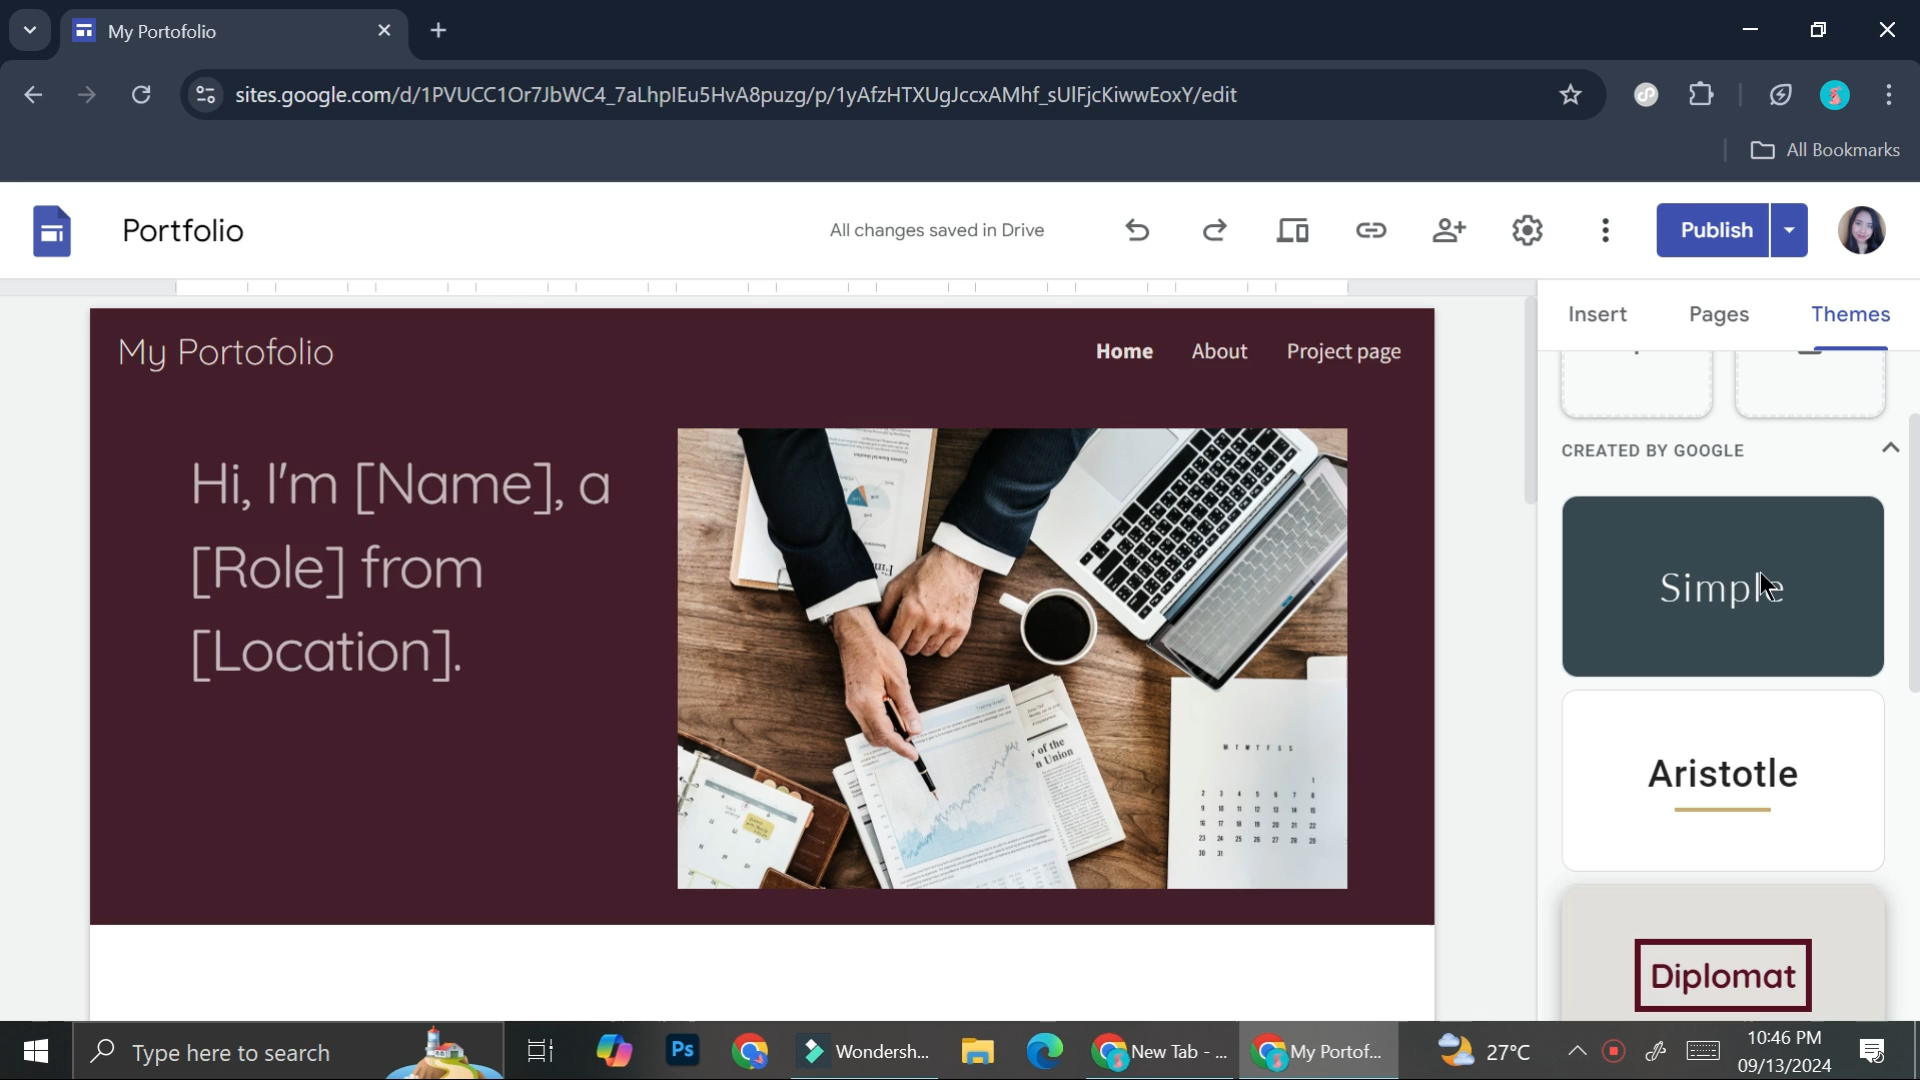 My Portofolio
sites.google.com/d/1PVUCC1Or7JbWC4_7aLhplEu5HvA8puzg/p/1yAfzHTXUgJccxAMhf_sUlFjcKiwwEoxY/edit
All Bookmarks
Portfolio
All changes saved in Drive
Publish
Insert
Pages
Themes
My Portofolio
Home
About
Project page
Hi, I'm [Name], a
[Role] from
[Location].
CREATED BY GOOGLE
Simple
Aristotle
Diplomat
Type here to search
Ps
Wondersh...
New Tab - ...
My Portof...
27°C
10:46 PM
09/13/2024